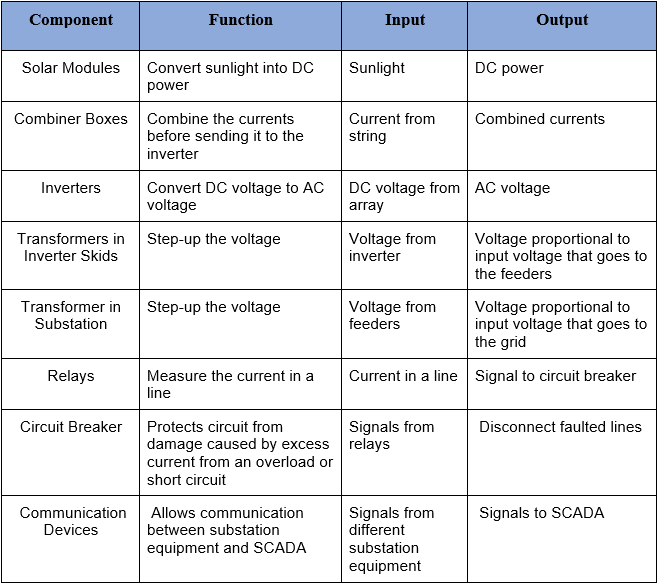 Component Function Input Output
Solar Modules Convert sunlight into DC Sunlight DC power
power
Combiner Boxes Combine the currents Current from Combined currents
before sending it to the string
inverter
Inverters Convert DC voltage to AC DC voltage from AC voltage
voltage array
Transformers in Step-up the voltage Voltage from Voltage proportional to
Inverter Skids inverter input voltage that goes to
the feeders
Transformer in Step-up the voltage Voltage from Voltage proportional to
Substation feeders input voltage that goes to
the grid
Relays Measure the current in a Current in a line Signal to circuit breaker
line
Circuit Breaker Protects circuit from Signals from Disconnect faulted lines
damage caused by excess relays
current from an overload or
short circuit
Communication Allows communication Signals from Signals to SCADA
Devices between substation different
equipment and SCADA substation
equipment